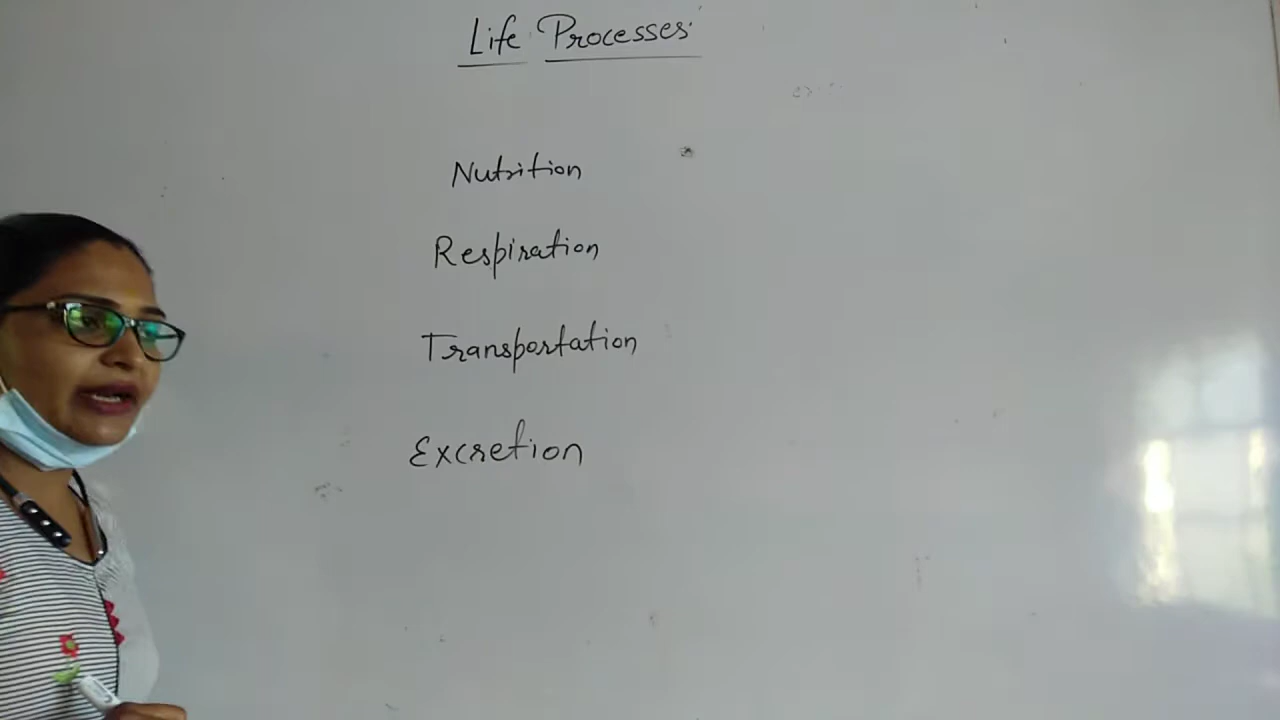 Life Processes
Nutrition
Respiration
Transportation
Excretion